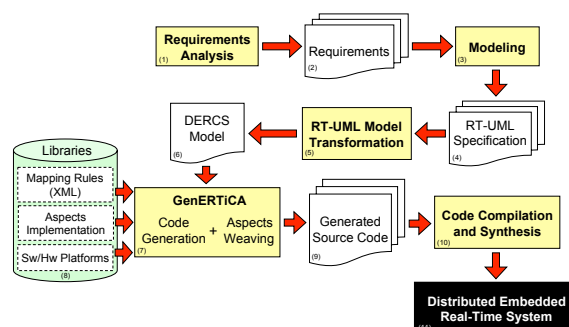 Requirements
Analysis
(1)
Requirements
(2)
Modeling
(3)
DERCS
Model
(6)
RT-UML Model
Transformation
(5)
RT-UML
Specification
(4)
Libraries
Mapping Rules
(XML)
Aspects
Implementation
Sw/Hw Platforms
(8)
GenERTiCA
Code
Generation
+
Aspects
Weaving
(7)
Generated
Source Code
(9)
Code Compilation
and Synthesis
(10)
Distributed Embedded
Real-Time System
(11)